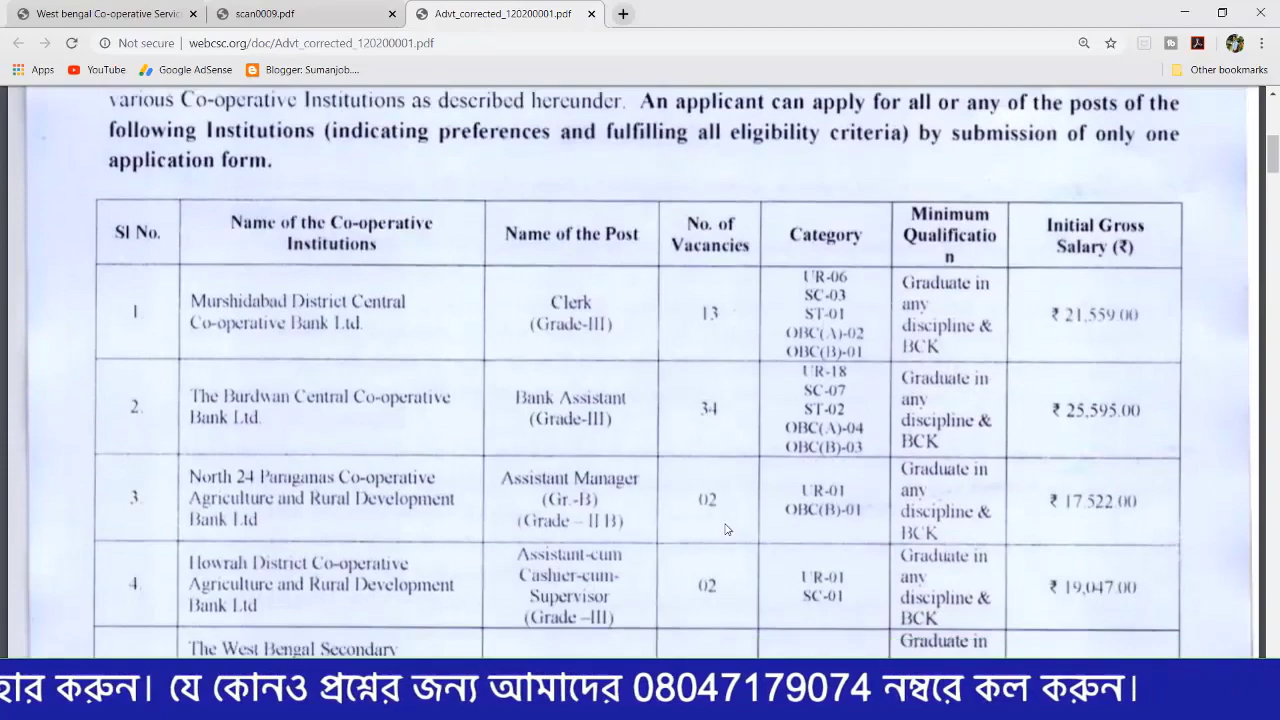 West bengal Co-operative Servic
scan0009.pdf
Advt_corrected_120200001.pdf
Not secure
webcsc.org/doc/Advt_corrected_120200001.pdf
Apps
YouTube
Google AdSense
Blogger: Sumanjob....
Other bookmarks
various Co-operative Institutions as described hereunder. An applicant can apply for all or any of the posts of the
following Institutions (indicating preferences and fulfilling all eligibility criteria) by submission of only one
application form.
Sl No.
Name of the Co-operative
Institutions
Name of the Post
No. of
Vacancies
Category
Minimum
Qualificatio
n
Initial Gross
Salary (₹)
1
Murshidabad District Central
Co-operative Bank Ltd.
Clerk
(Grade-III)
13
UR-06
SC-03
ST-01
OBC(A)-02
OBC(B)-01
Graduate in
any
discipline &
BCK
₹ 21,559.00
2.
The Burdwan Central Co-operative
Bank Ltd.
Bank Assistant
(Grade-III)
34
UR-18
SC-07
ST-02
OBC(A)-04
OBC(B)-03
Graduate in
any
discipline &
BCK
₹ 25,595.00
3.
North 24 Paraganas Co-operative
Agriculture and Rural Development
Bank Ltd
Assistant Manager
(Gr.-B)
(Grade – II B)
02
UR-01
OBC(B)-01
Graduate in
any
discipline &
BCK
₹ 17,522.00
4.
Howrah District Co-operative
Agriculture and Rural Development
Bank Ltd
Assistant-cum
Cashier-cum-
Supervisor
(Grade –III)
02
UR-01
SC-01
Graduate in
any
discipline &
BCK
₹ 19,047.00
The West Bengal Secondary
Graduate in
হার করুন। যে কোনও প্রশ্নের জন্য আমাদের 08047179074 নম্বরে কল করুন।